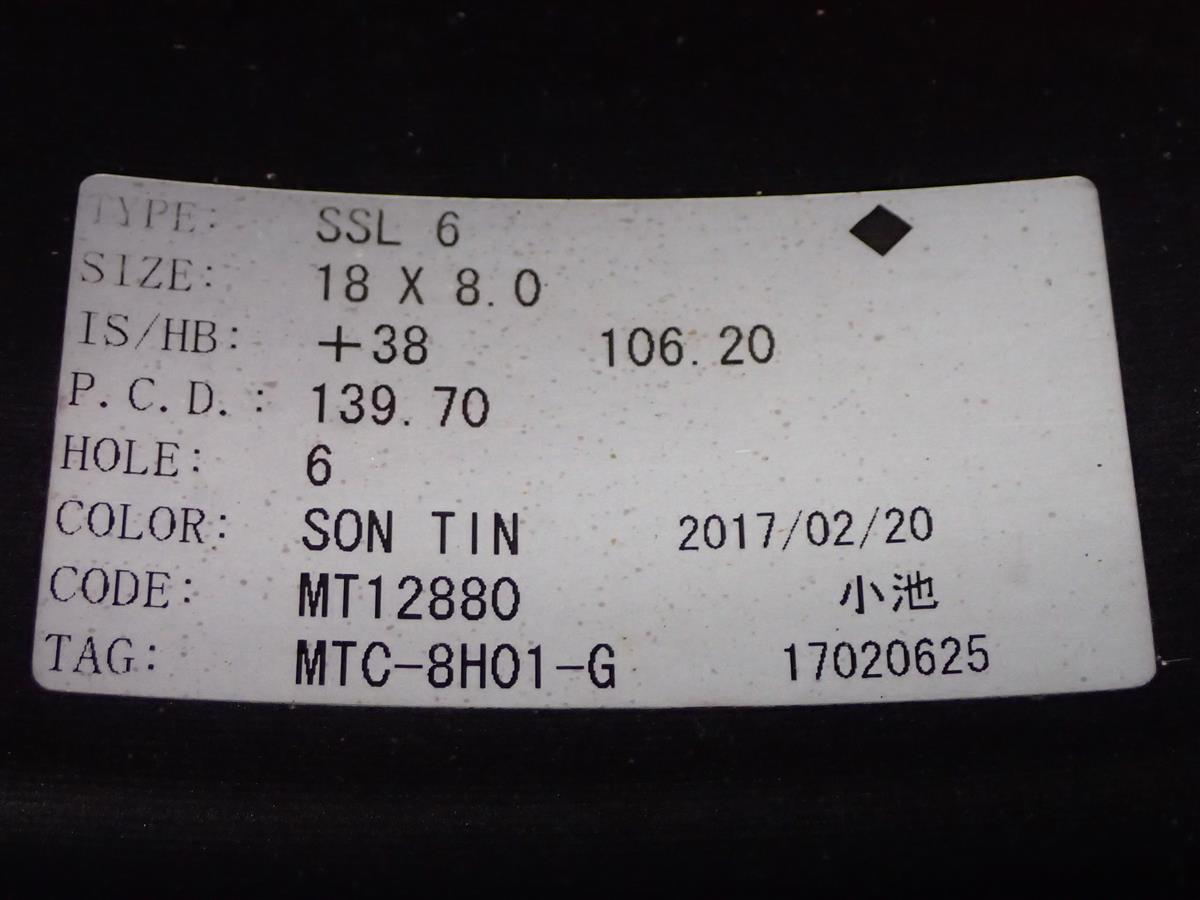 TYPE: SSL 6 ◆
SIZE: 18 X 8.0
IS/HB: +38 106.20
P.C.D.: 139.70
HOLE: 6
COLOR: SON TIN 2017/02/20
CODE: MT12880 小池
TAG: MTC-8H01-G 17020625